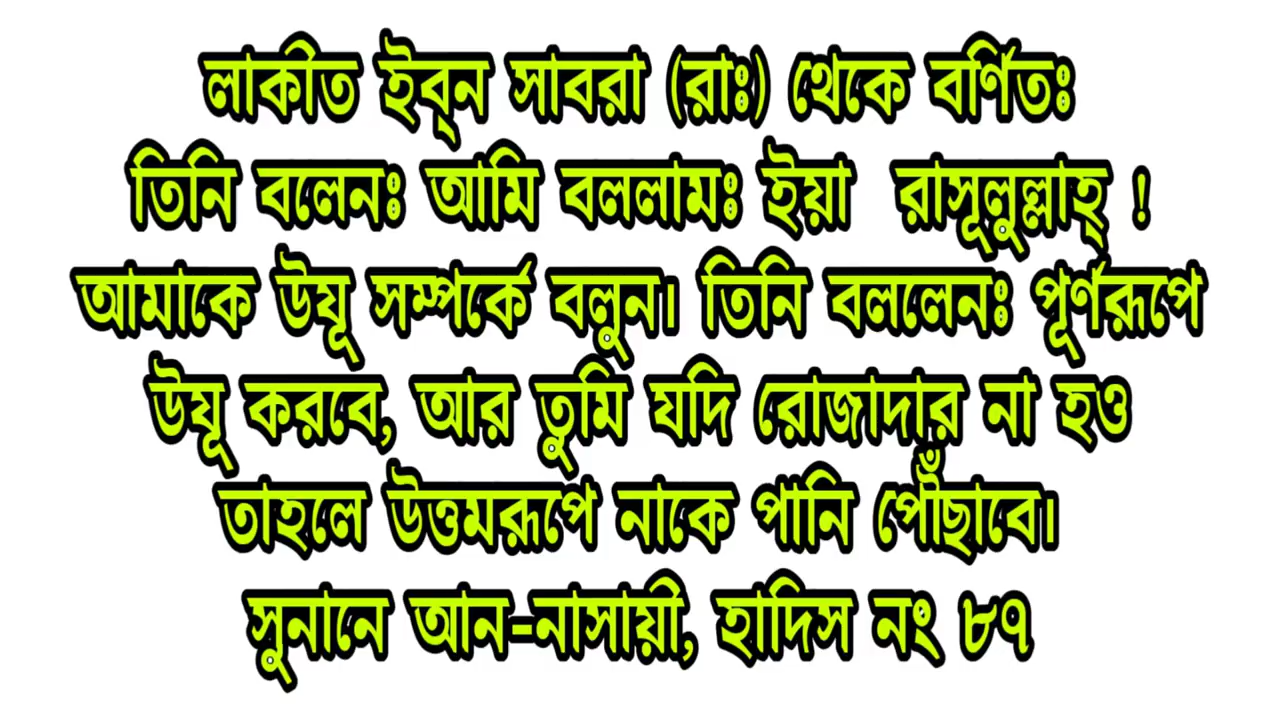 লাকীত ইব্‌ন সাবরা (রাঃ) থেকে বর্ণিতঃ
তিনি বলেনঃ আমি বললামঃ ইয়া রাসূলুল্লাহ্ !
আমাকে উযূ সম্পর্কে বলুন। তিনি বললেনঃ পূর্ণরূপে
উযূ করবে, আর তুমি যদি রোজাদার না হও
তাহলে উত্তমরূপে নাকে পানি পৌঁছাবে।
সুনানে আন-নাসায়ী, হাদিস নং ৮৭